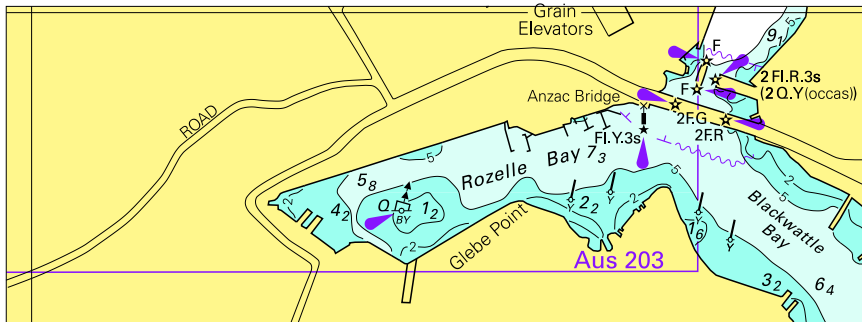 Grain
Elevators
9₁
5
F
2 Fl.R.3s
(2 Q.Y(occas))
F
Anzac Bridge
2F.G
2F.R
Fl.Y.3s
ROAD
Rozelle Bay 7₃
5
5₈
5
5
2
5
2
4₂
Q
BY
1₂
2
Y
2₂
Y
2
Glebe Point
Y
1₆
Y
Blackwattle
Bay
Aus 203
3₂
6₄